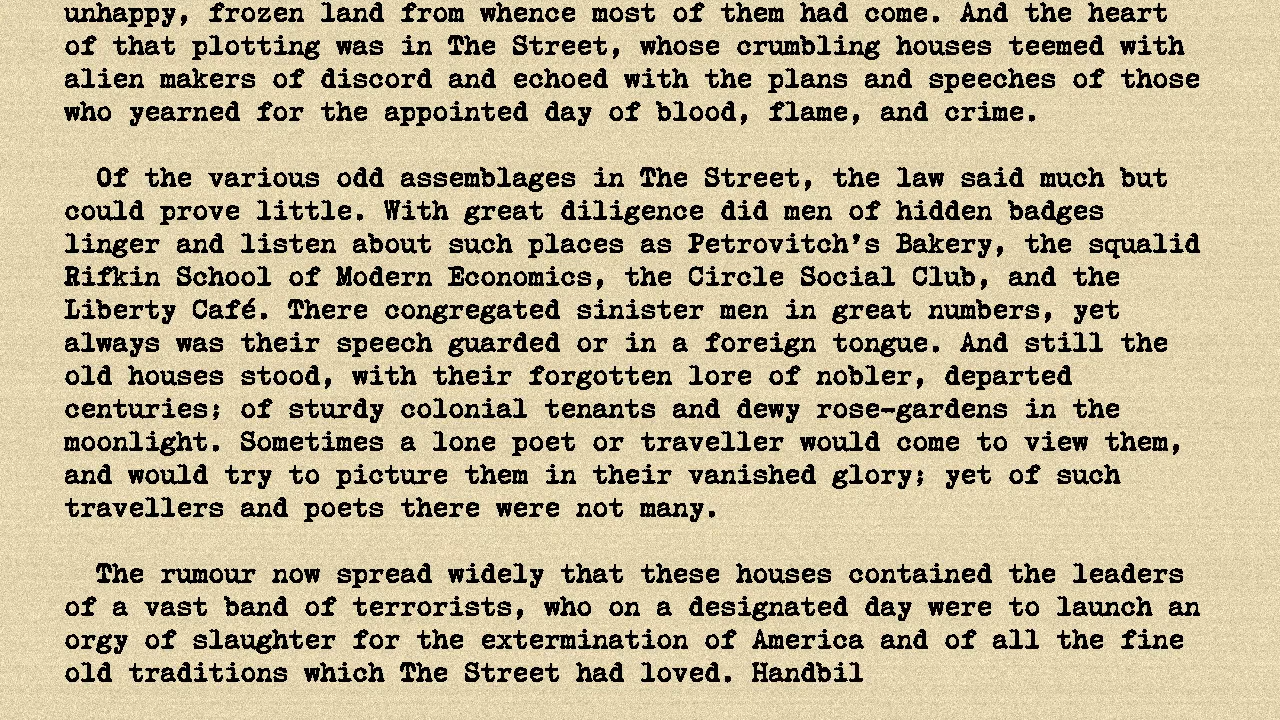 unhappy, frozen land from whence most of them had come. And the heart
of that plotting was in The Street, whose crumbling houses teemed with
alien makers of discord and echoed with the plans and speeches of those
who yearned for the appointed day of blood, flame, and crime.
Of the various odd assemblages in The Street, the law said much but
could prove little. With great diligence did men of hidden badges
linger and listen about such places as Petrovitch's Bakery, the squalid
Rifkin School of Modern Economics, the Circle Social Club, and the
Liberty Café. There congregated sinister men in great numbers, yet
always was their speech guarded or in a foreign tongue. And still the
old houses stood, with their forgotten lore of nobler, departed
centuries; of sturdy colonial tenants and dewy rose-gardens in the
moonlight. Sometimes a lone poet or traveller would come to view them,
and would try to picture them in their vanished glory; yet of such
travellers and poets there were not many.
The rumour now spread widely that these houses contained the leaders
of a vast band of terrorists, who on a designated day were to launch an
orgy of slaughter for the extermination of America and of all the fine
old traditions which The Street had loved. Handbil